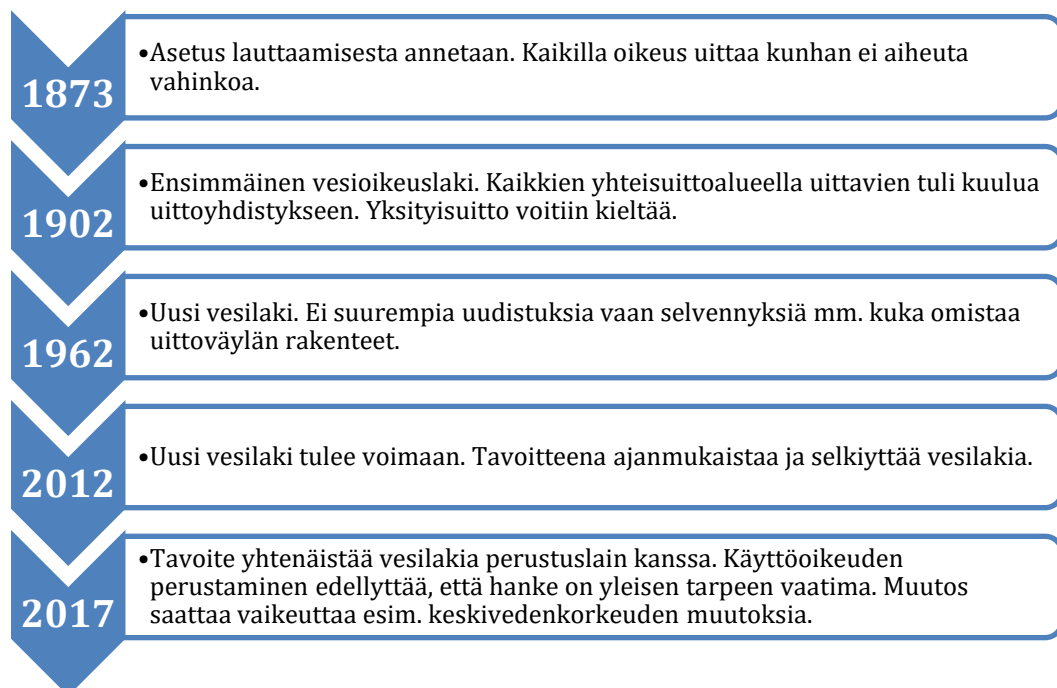 •Asetus lauttaamisesta annetaan. Kaikilla oikeus uittaa kunhan ei aiheuta
vahinkoa.
1873
•Ensimmäinen vesioikeuslaki. Kaikkien yhteisuittoalueella uittavien tuli kuulua
uittoyhdistykseen. Yksityisuitto voitiin kieltää.
1902
•Uusi vesilaki. Ei suurempia uudistuksia vaan selvennyksiä mm. kuka omistaa
uittoväylän rakenteet.
1962
•Uusi vesilaki tulee voimaan. Tavoitteena ajanmukaistaa ja selkiyttää vesilakia.
2012
•Tavoite yhtenäistää vesilakia perustuslain kanssa. Käyttöoikeuden
perustaminen edellyttää, että hanke on yleisen tarpeen vaatima. Muutos
saattaa vaikeuttaa esim. keskivedenkorkeuden muutoksia.
2017